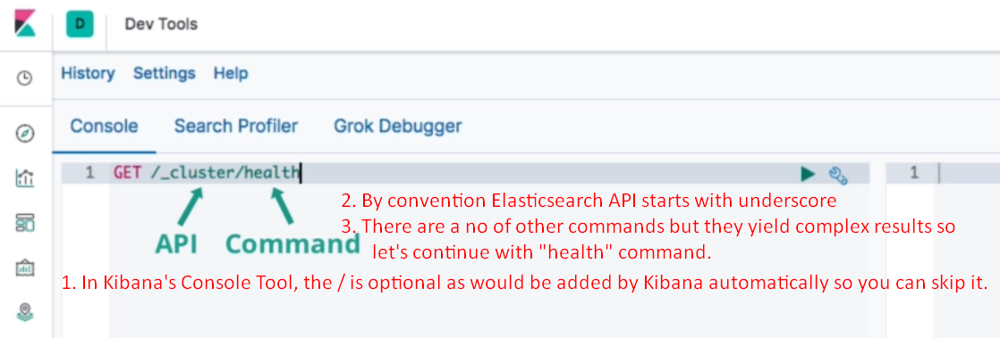 D Dev Tools
History Settings Help
Console Search Profiler Grok Debugger
1 GET /_cluster/health 1
API Command
2. By convention Elasticsearch API starts with underscore
3. There are a no of other commands but they yield complex results so
let's continue with "health" command.
1. In Kibana's Console Tool, the / is optional as would be added by Kibana automatically so you can skip it.